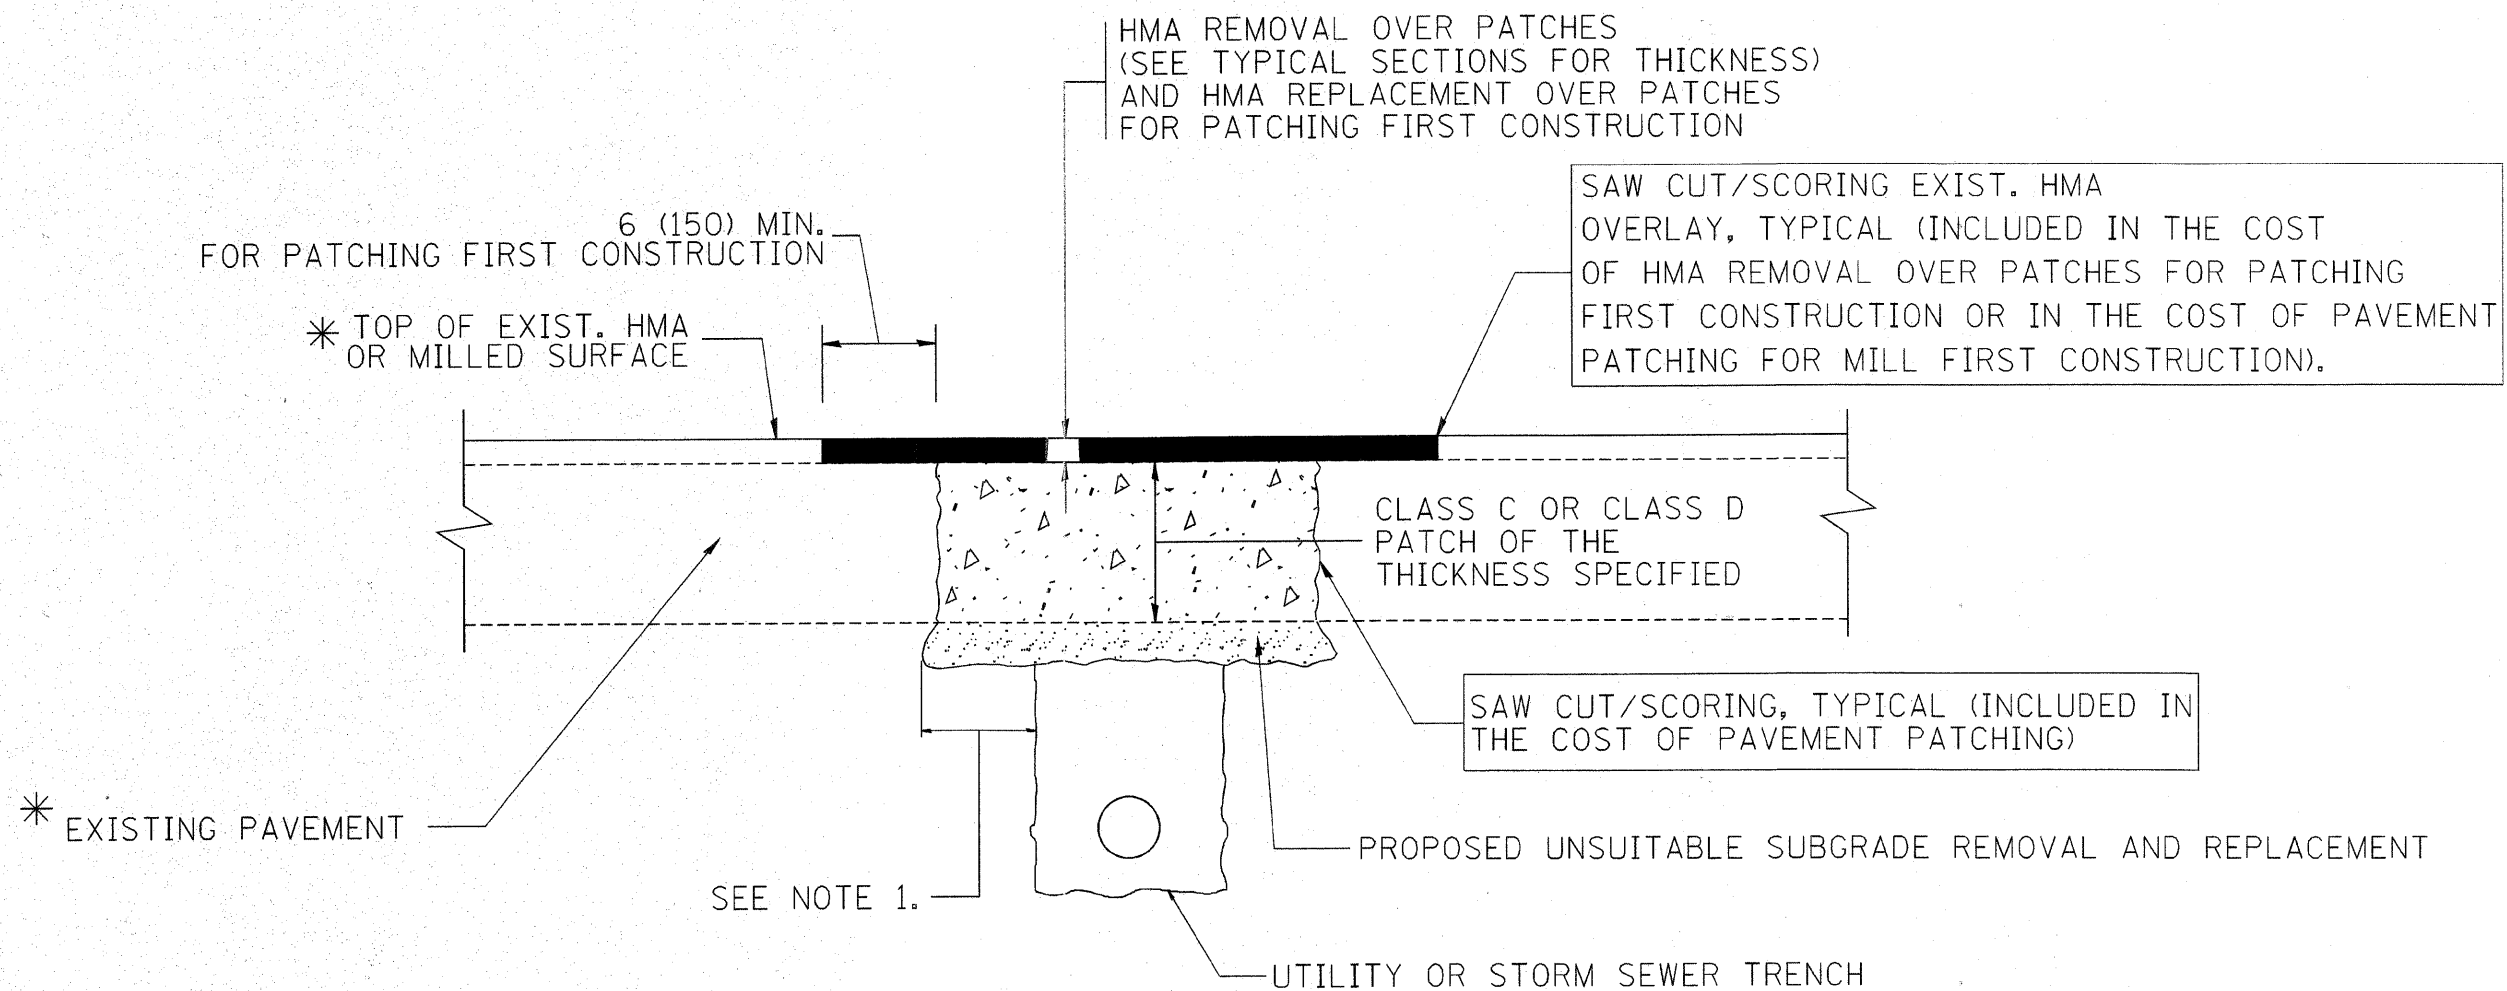 HMA REMOVAL OVER PATCHES
(SEE TYPICAL SECTIONS FOR THICKNESS)
AND HMA REPLACEMENT OVER PATCHES
FOR PATCHING FIRST CONSTRUCTION
SAW CUT/SCORING EXIST. HMA
OVERLAY, TYPICAL (INCLUDED IN THE COST
OF HMA REMOVAL OVER PATCHES FOR PATCHING
FIRST CONSTRUCTION OR IN THE COST OF PAVEMENT
PATCHING FOR MILL FIRST CONSTRUCTION).
6 (150) MIN.
FOR PATCHING FIRST CONSTRUCTION
* TOP OF EXIST. HMA
OR MILLED SURFACE
CLASS C OR CLASS D
PATCH OF THE
THICKNESS SPECIFIED
SAW CUT/SCORING, TYPICAL (INCLUDED IN
THE COST OF PAVEMENT PATCHING)
* EXISTING PAVEMENT
PROPOSED UNSUITABLE SUBGRADE REMOVAL AND REPLACEMENT
SEE NOTE 1.
UTILITY OR STORM SEWER TRENCH